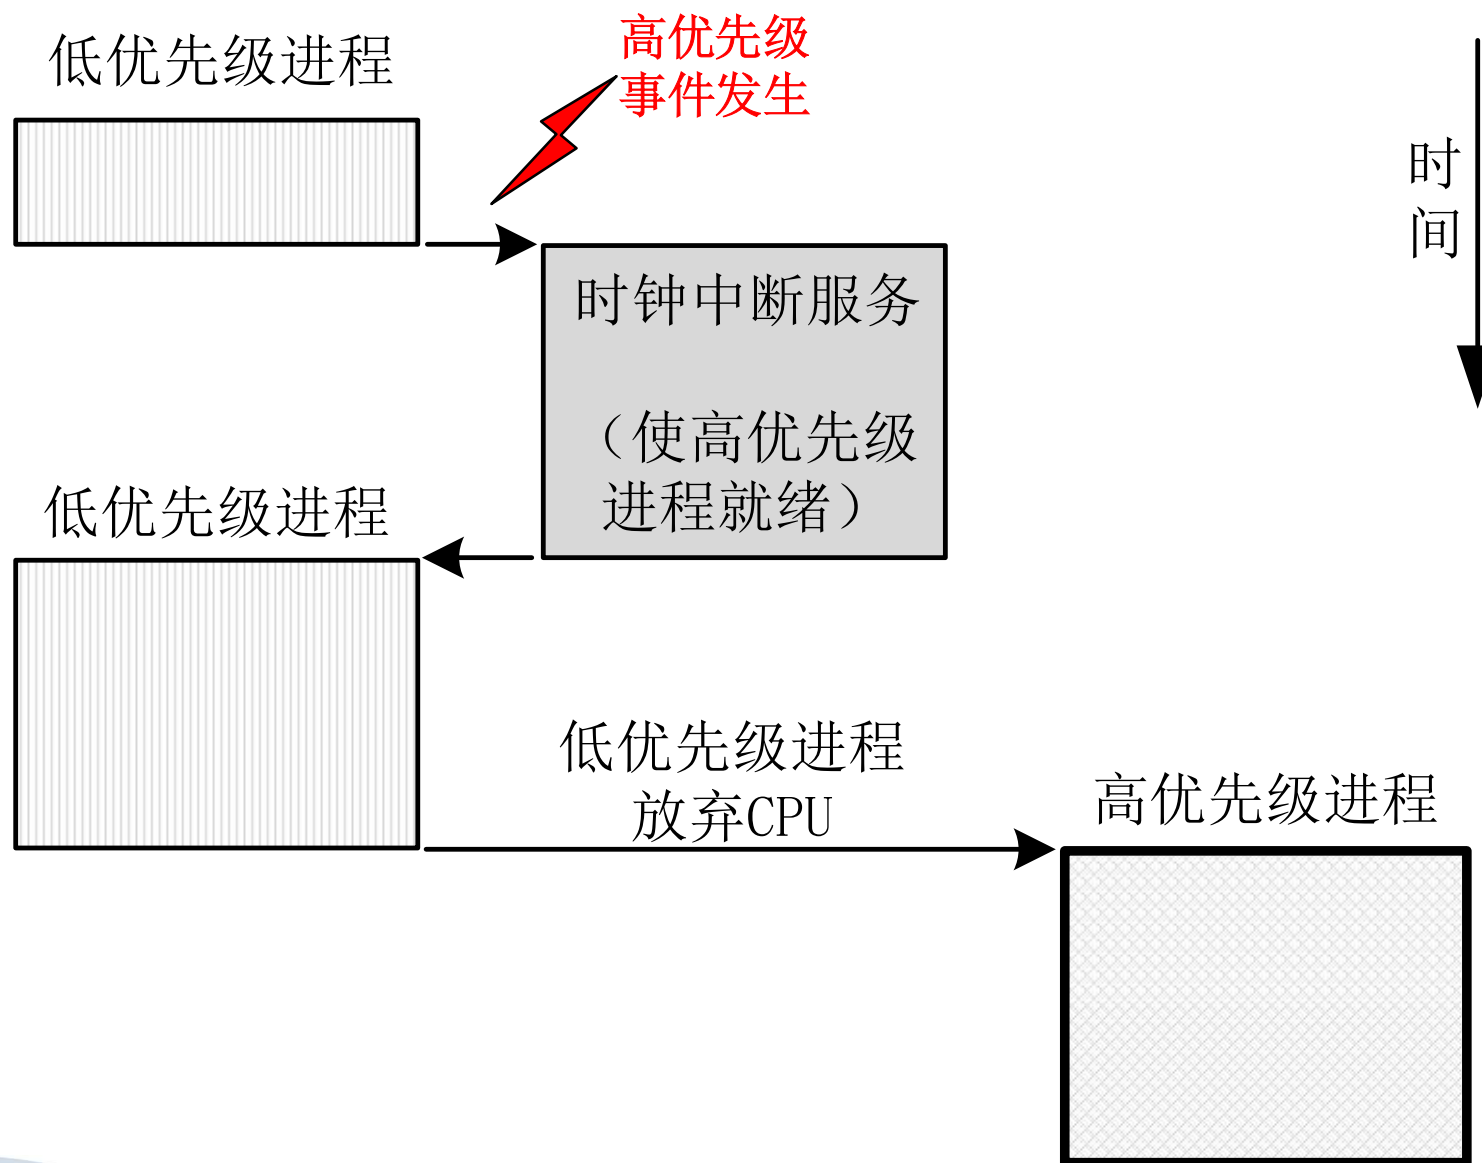 低优先级进程
高优先级
事件发生
时
间
时钟中断服务
（使高优先级
进程就绪）
低优先级进程
低优先级进程
放弃CPU
高优先级进程